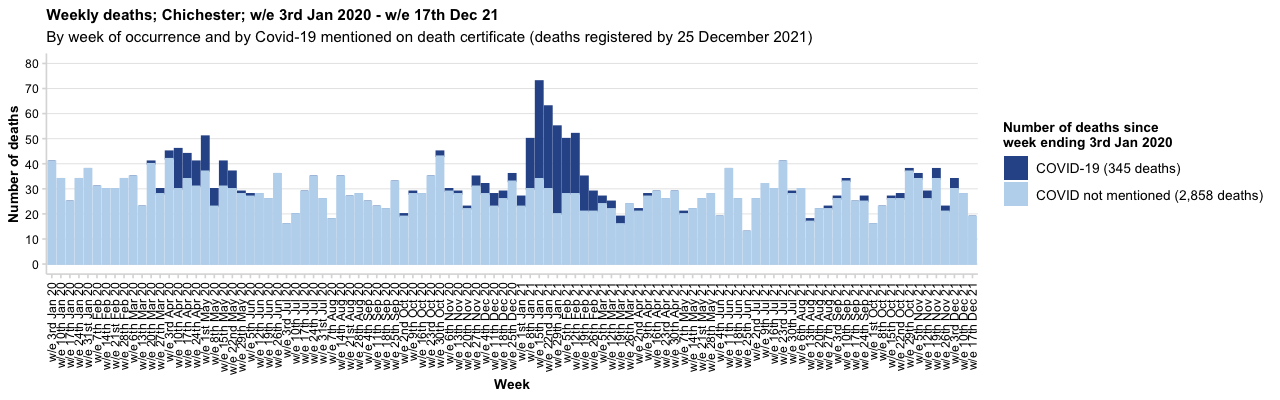 Weekly deaths; Chichester; w/e 3rd Jan 2020 - w/e 17th Dec 21
By week of occurrence and by Covid-19 mentioned on death certificate (deaths registered by 25 December 2021)
Number of deaths
80
70
60
50
40
30
20
10
0
w/e 3rd Jan 20
w/e 10th Jan 20
w/e 17th Jan 20
w/e 24th Jan 20
w/e 31st Jan 20
w/e 7th Feb 20
w/e 14th Feb 20
w/e 21st Feb 20
w/e 28th Feb 20
w/e 6th Mar 20
w/e 13th Mar 20
w/e 20th Mar 20
w/e 27th Mar 20
w/e 3rd Apr 20
w/e 10th Apr 20
w/e 17th Apr 20
w/e 24th Apr 20
w/e 1st May 20
w/e 8th May 20
w/e 15th May 20
w/e 22nd May 20
w/e 29th May 20
w/e 5th Jun 20
w/e 12th Jun 20
w/e 19th Jun 20
w/e 26th Jun 20
w/e 3rd Jul 20
w/e 10th Jul 20
w/e 17th Jul 20
w/e 24th Jul 20
w/e 31st Jul 20
w/e 7th Aug 20
w/e 14th Aug 20
w/e 21st Aug 20
w/e 28th Aug 20
w/e 4th Sep 20
w/e 11th Sep 20
w/e 18th Sep 20
w/e 25th Sep 20
w/e 2nd Oct 20
w/e 9th Oct 20
w/e 16th Oct 20
w/e 23rd Oct 20
w/e 30th Oct 20
w/e 6th Nov 20
w/e 13th Nov 20
w/e 20th Nov 20
w/e 27th Nov 20
w/e 4th Dec 20
w/e 11th Dec 20
w/e 18th Dec 20
w/e 25th Dec 20
w/e 1st Jan 21
w/e 8th Jan 21
w/e 15th Jan 21
w/e 22nd Jan 21
w/e 29th Jan 21
w/e 5th Feb 21
w/e 12th Feb 21
w/e 19th Feb 21
w/e 26th Feb 21
w/e 5th Mar 21
w/e 12th Mar 21
w/e 19th Mar 21
w/e 26th Mar 21
w/e 2nd Apr 21
w/e 9th Apr 21
w/e 16th Apr 21
w/e 23rd Apr 21
w/e 30th Apr 21
w/e 7th May 21
w/e 14th May 21
w/e 21st May 21
w/e 28th May 21
w/e 4th Jun 21
w/e 11th Jun 21
w/e 18th Jun 21
w/e 25th Jun 21
w/e 2nd Jul 21
w/e 9th Jul 21
w/e 16th Jul 21
w/e 23rd Jul 21
w/e 30th Jul 21
w/e 6th Aug 21
w/e 13th Aug 21
w/e 20th Aug 21
w/e 27th Aug 21
w/e 3rd Sep 21
w/e 10th Sep 21
w/e 17th Sep 21
w/e 24th Sep 21
w/e 1st Oct 21
w/e 8th Oct 21
w/e 15th Oct 21
w/e 22nd Oct 21
w/e 29th Oct 21
w/e 5th Nov 21
w/e 12th Nov 21
w/e 19th Nov 21
w/e 26th Nov 21
w/e 3rd Dec 21
w/e 10th Dec 21
w/e 17th Dec 21
Week
Number of deaths since
week ending 3rd Jan 2020
COVID-19 (345 deaths)
COVID not mentioned (2,858 deaths)